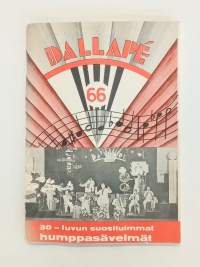 DALLAPÉ
66
30 – luvun suosituimmat
humppasävelmät